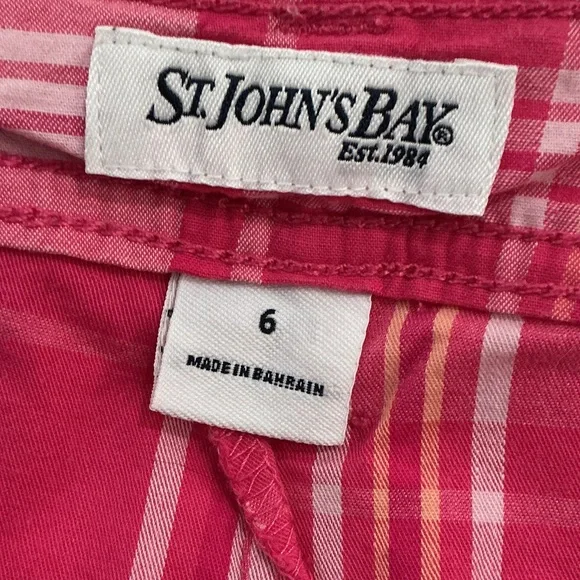 ST. JOHN'S BAY®
EST. 1984
6
MADE IN BAHRAIN